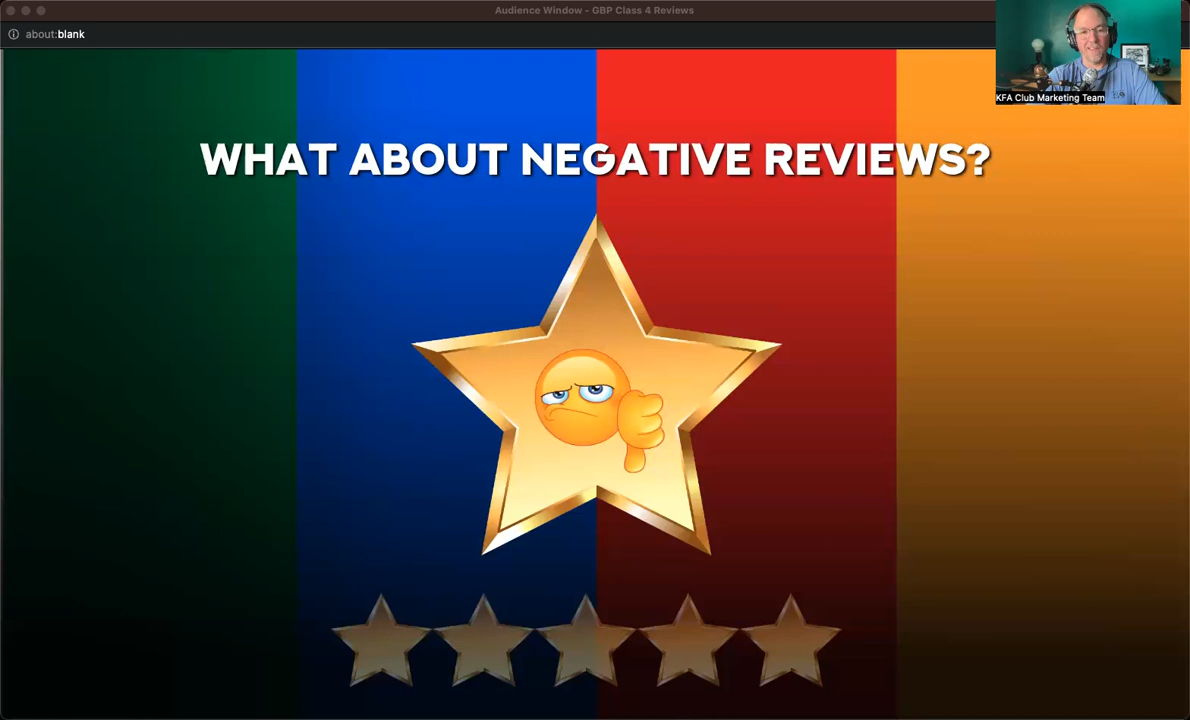 Audience Window - GBP Class 4 Reviews
about:blank
KFA Club Marketing Team
WHAT ABOUT NEGATIVE REVIEWS?